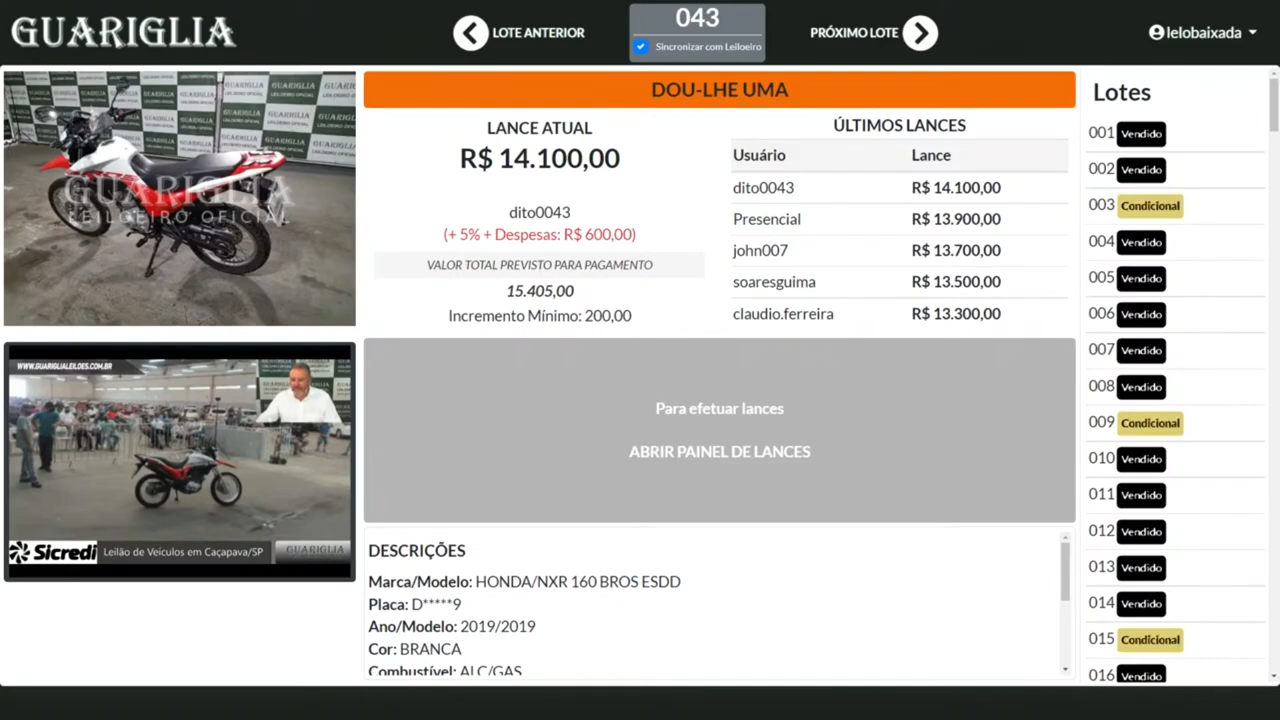 GUARIGLIA
LOTE ANTERIOR
043
Sincronizar com Leiloeiro
PRÓXIMO LOTE
lelobaixada
GUARIGLIA
LEILOEIRO OFICIAL
WWW.GUARIGLIALEILOES.COM.BR
Sicredi
Leilão de Veículos em Caçapava/SP
GUARIGLIA
DOU-LHE UMA
LANCE ATUAL
R$ 14.100,00
dito0043
(+ 5% + Despesas: R$ 600,00)
VALOR TOTAL PREVISTO PARA PAGAMENTO
15.405,00
Incremento Mínimo: 200,00
ÚLTIMOS LANCES
Usuário Lance
dito0043 R$ 14.100,00
Presencial R$ 13.900,00
john007 R$ 13.700,00
soaresguima R$ 13.500,00
claudio.ferreira R$ 13.300,00
Para efetuar lances
ABRIR PAINEL DE LANCES
DESCRIÇÕES
Marca/Modelo: HONDA/NXR 160 BROS ESDD
Placa: D*****9
Ano/Modelo: 2019/2019
Cor: BRANCA
Combustível: ALC/GAS
Lotes
001 Vendido
002 Vendido
003 Condicional
004 Vendido
005 Vendido
006 Vendido
007 Vendido
008 Vendido
009 Condicional
010 Vendido
011 Vendido
012 Vendido
013 Vendido
014 Vendido
015 Condicional
016 Vendido